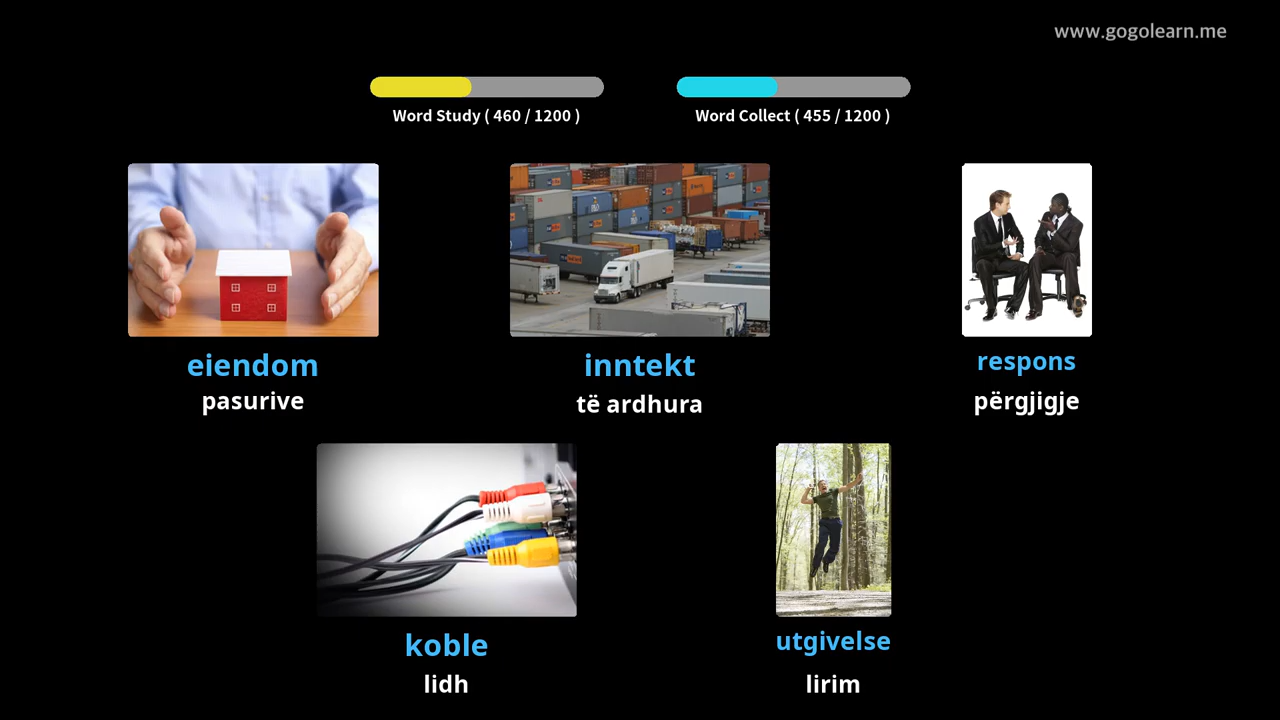 www.gogolearn.me
Word Study ( 460 / 1200 )
Word Collect ( 455 / 1200 )
eiendom
pasurive
inntekt
të ardhura
respons
përgjigje
koble
lidh
utgivelse
lirim